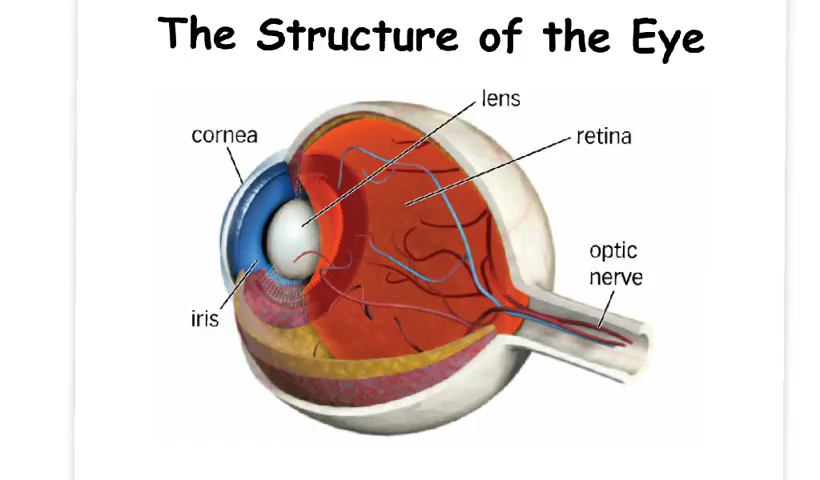 The Structure of the Eye
lens
cornea
retina
optic
nerve
iris